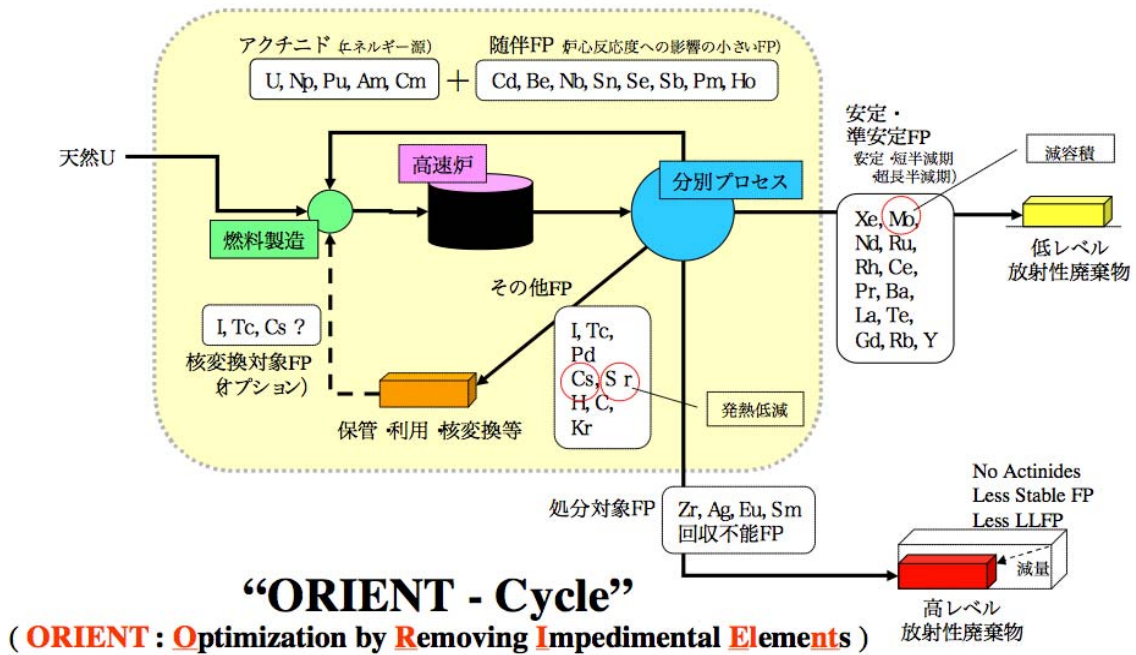 アクチニド (エネルギー源)
随伴FP (炉心反応度への影響の小さいFP)
U, Np, Pu, Am, Cm
+
Cd, Be, Nb, Sn, Se, Sb, Pm, Ho
天然U
高速炉
分別プロセス
燃料製造
安定・
準安定FP
(安定・短半減期
・超長半減期)
減容積
Xe, Mo,
Nd, Ru,
Rh, Ce,
Pr, Ba,
La, Te,
Gd, Rb, Y
低レベル
放射性廃棄物
その他FP
I, Tc, Cs ?
核変換対象FP
(オプション)
I, Tc,
Pd
Cs, Sr
H, C,
Kr
発熱低減
保管・利用・核変換等
処分対象FP
Zr, Ag, Eu, Sm
回収不能FP
No Actinides
Less Stable FP
Less LLFP
減量
高レベル
放射性廃棄物
“ORIENT - Cycle”
( ORIENT : Optimization by Removing Impedimental Elements )